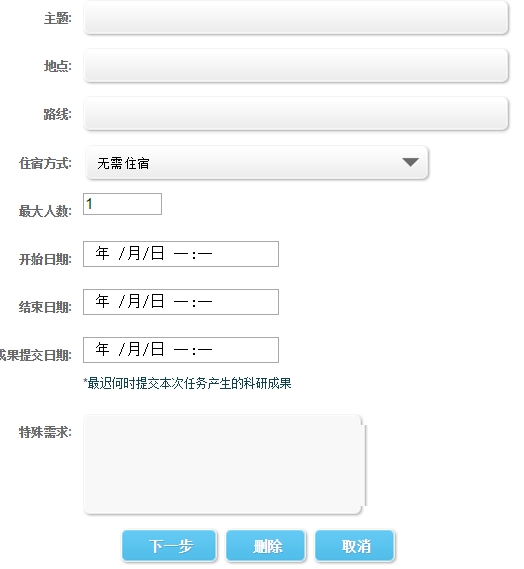 主题:
地点:
路线:
住宿方式: 无需住宿
最大人数: 1
开始日期: 年 /月/日 —:—
结束日期: 年 /月/日 —:—
成果提交日期: 年 /月/日 —:—
*最迟何时提交本次任务产生的科研成果
特殊需求:
下一步 删除 取消